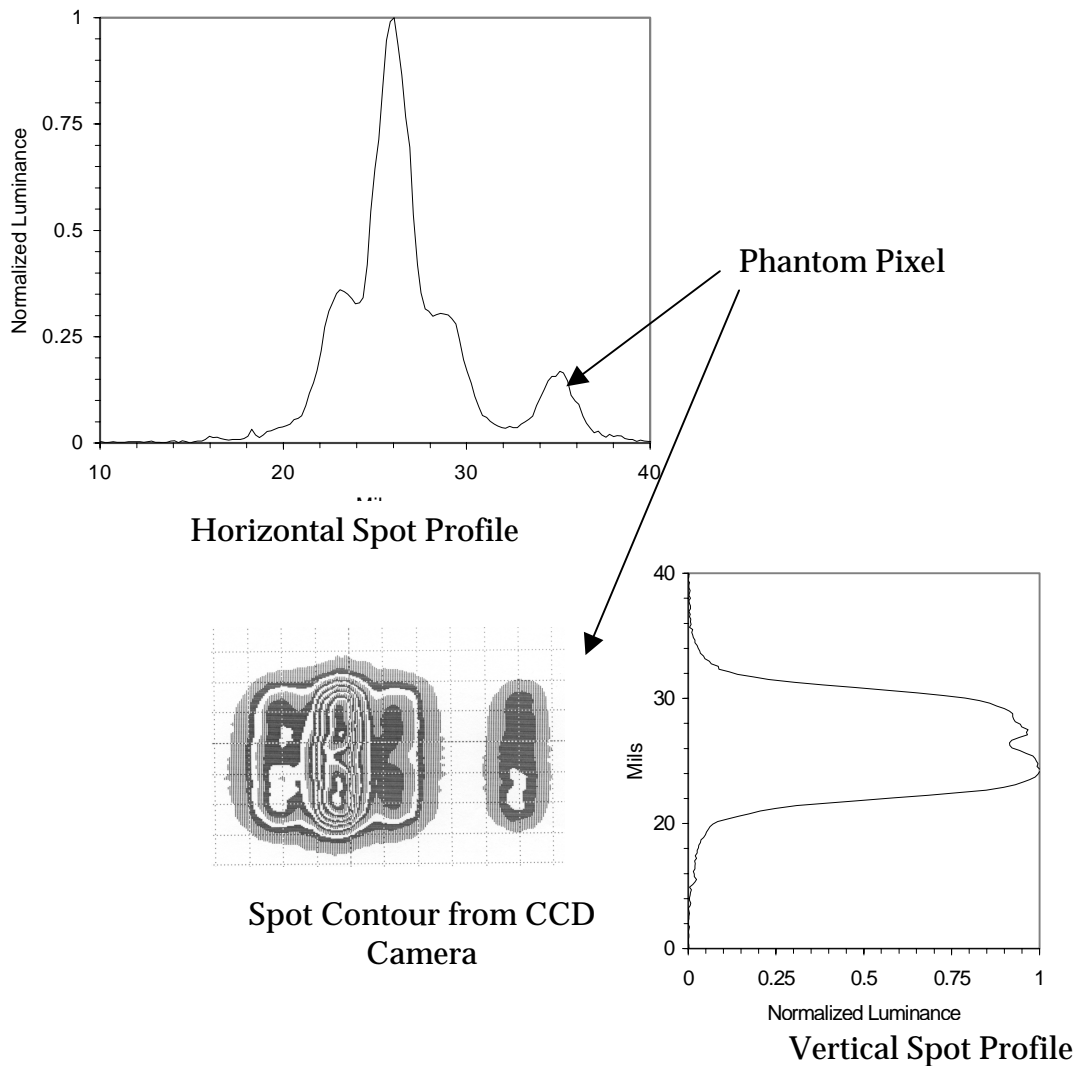 1
0.75
0.5
0.25
0
Normalized Luminance
10 20 30 40
Phantom Pixel
Horizontal Spot Profile
40
30
20
10
0
Mils
0 0.25 0.5 0.75 1
Normalized Luminance
Vertical Spot Profile
Spot Contour from CCD
Camera